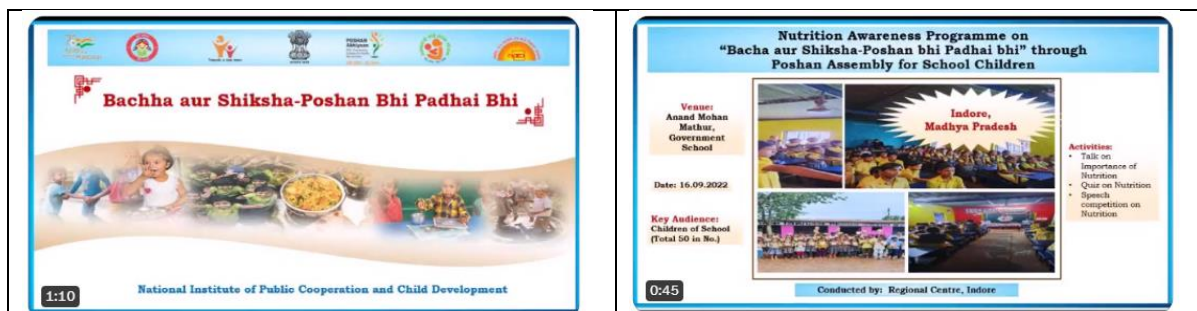 POSHAN
Abhiyaan
Bachha aur Shiksha-Poshan Bhi Padhai Bhi
National Institute of Public Cooperation and Child Development
1:10
Nutrition Awareness Programme on
"Bacha aur Shiksha-Poshan bhi Padhai bhi" through
Poshan Assembly for School Children
Venue:
Anand Mohan
Mathur,
Government
School
Date: 16.09.2022
Key Audience:
Children of School
(Total 50 in No.)
Indore,
Madhya Pradesh
Activities:
• Talk on
Importance of
Nutrition
• Quiz on Nutrition
• Speech
competition on
Nutrition
Conducted by: Regional Centre, Indore
0:45